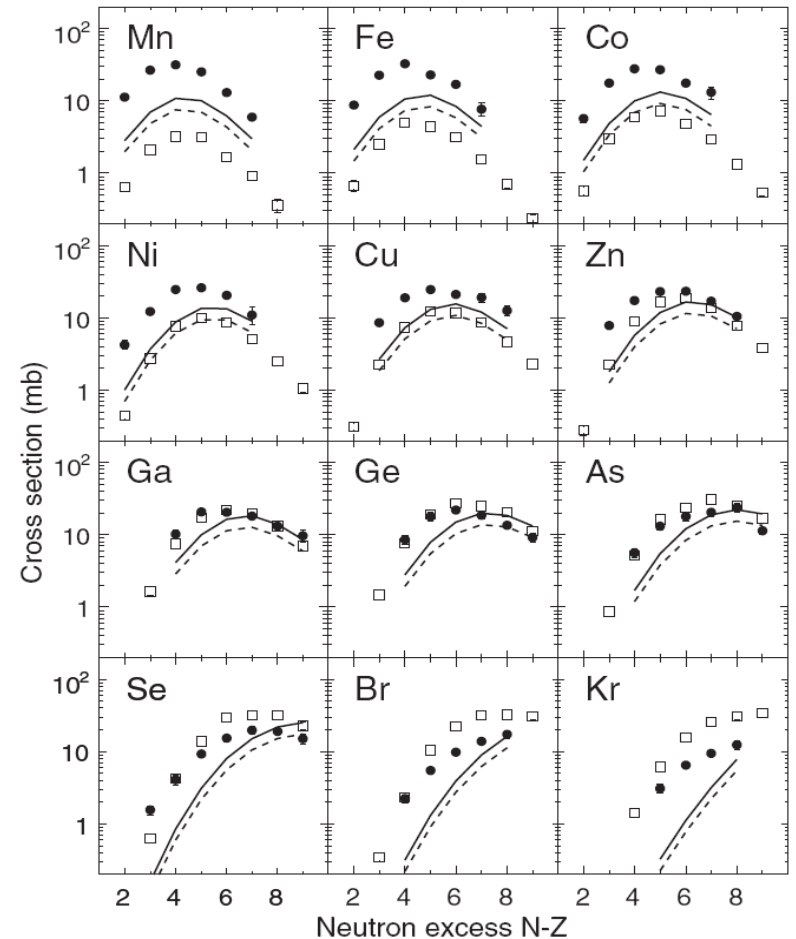 10²
10
1
Mn
Fe
Co
10²
10
1
Ni
Cu
Zn
10²
10
1
Ga
Ge
As
10²
10
1
Se
Br
Kr
2 4 6 8 2 4 6 8 2 4 6 8
Neutron excess N-Z
Cross section (mb)